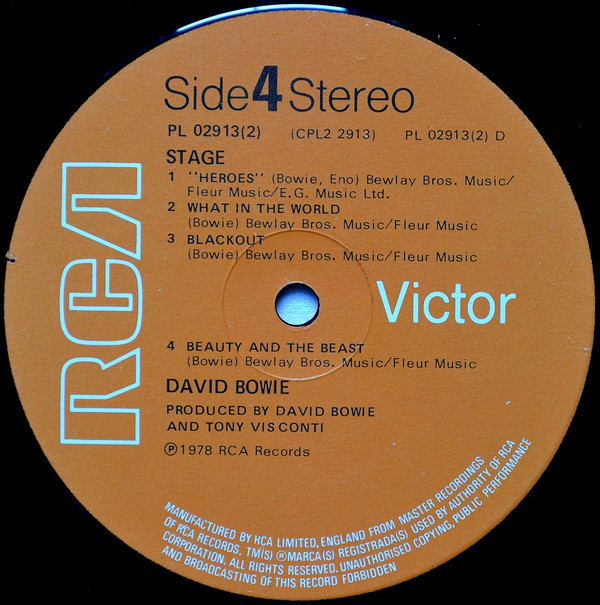 Side 4 Stereo
PL 02913(2) (CPL2 2913) PL 02913(2) D
STAGE
1 "HEROES" (Bowie, Eno) Bewlay Bros. Music/
Fleur Music/E.G. Music Ltd.
2 WHAT IN THE WORLD
(Bowie) Bewlay Bros. Music/Fleur Music
3 BLACKOUT
(Bowie) Bewlay Bros. Music/Fleur Music
RCA
Victor
4 BEAUTY AND THE BEAST
(Bowie) Bewlay Bros. Music/Fleur Music
DAVID BOWIE
PRODUCED BY DAVID BOWIE
AND TONY VISCONTI
℗ 1978 RCA Records
MANUFACTURED BY RCA LIMITED, ENGLAND FROM MASTER RECORDINGS
OF RCA RECORDS. TM(S) ® MARCA(S) REGISTRADA(S) USED BY AUTHORITY OF RCA
CORPORATION. ALL RIGHTS RESERVED. UNAUTHORISED COPYING, PUBLIC PERFORMANCE
AND BROADCASTING OF THIS RECORD FORBIDDEN